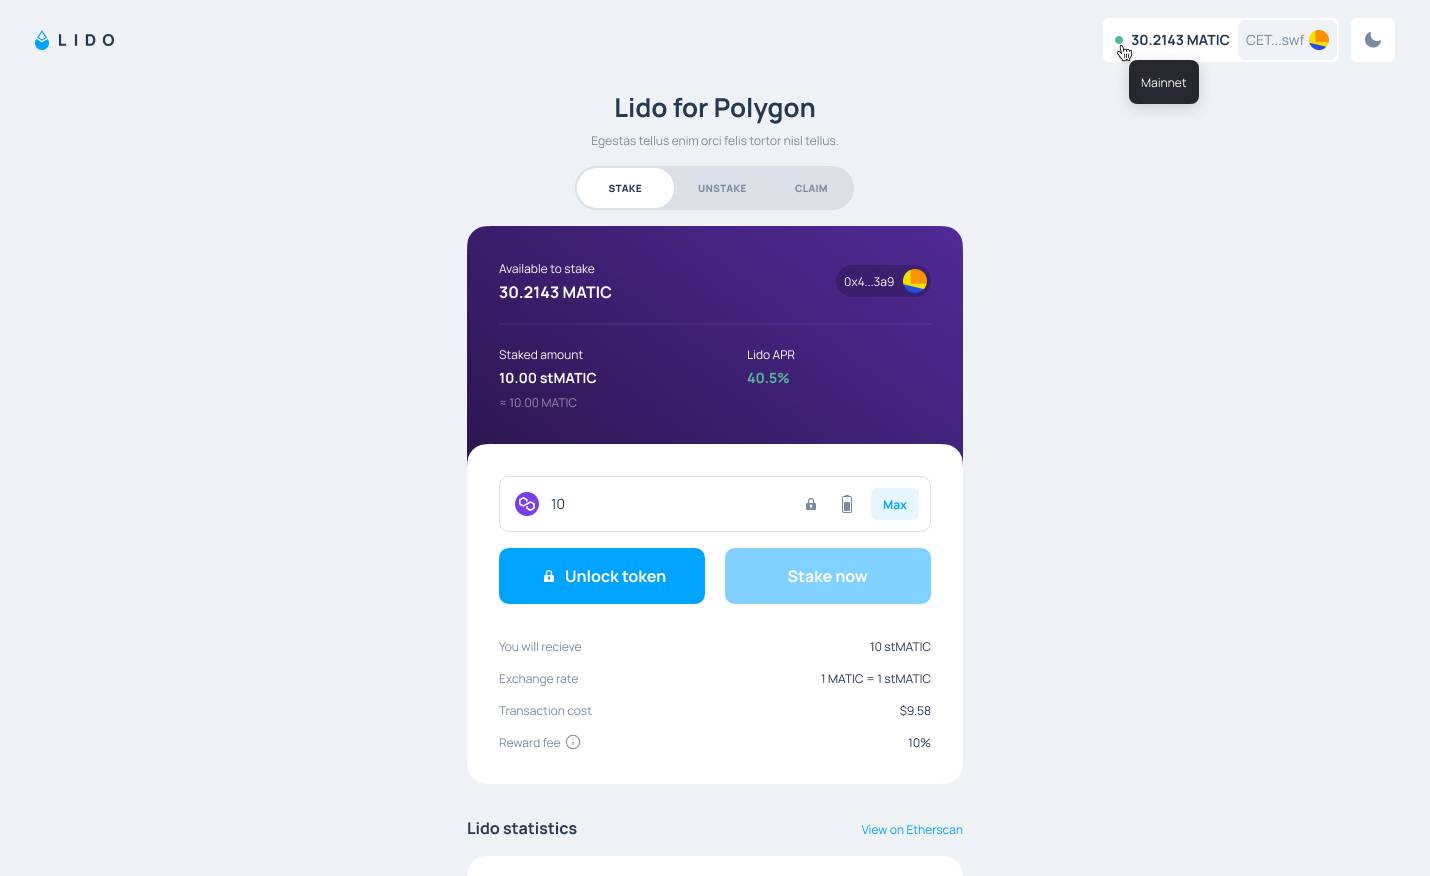 LIDO
30.2143 MATIC
CET...swf
Mainnet
Lido for Polygon
Egestas tellus enim orci felis tortor nisl tellus.
STAKE
UNSTAKE
CLAIM
Available to stake
30.2143 MATIC
0x4...3a9
Staked amount
Lido APR
10.00 stMATIC
40.5%
≈ 10.00 MATIC
10
Max
Unlock token
Stake now
You will recieve
10 stMATIC
Exchange rate
1 MATIC = 1 stMATIC
Transaction cost
$9.58
Reward fee
10%
Lido statistics
View on Etherscan